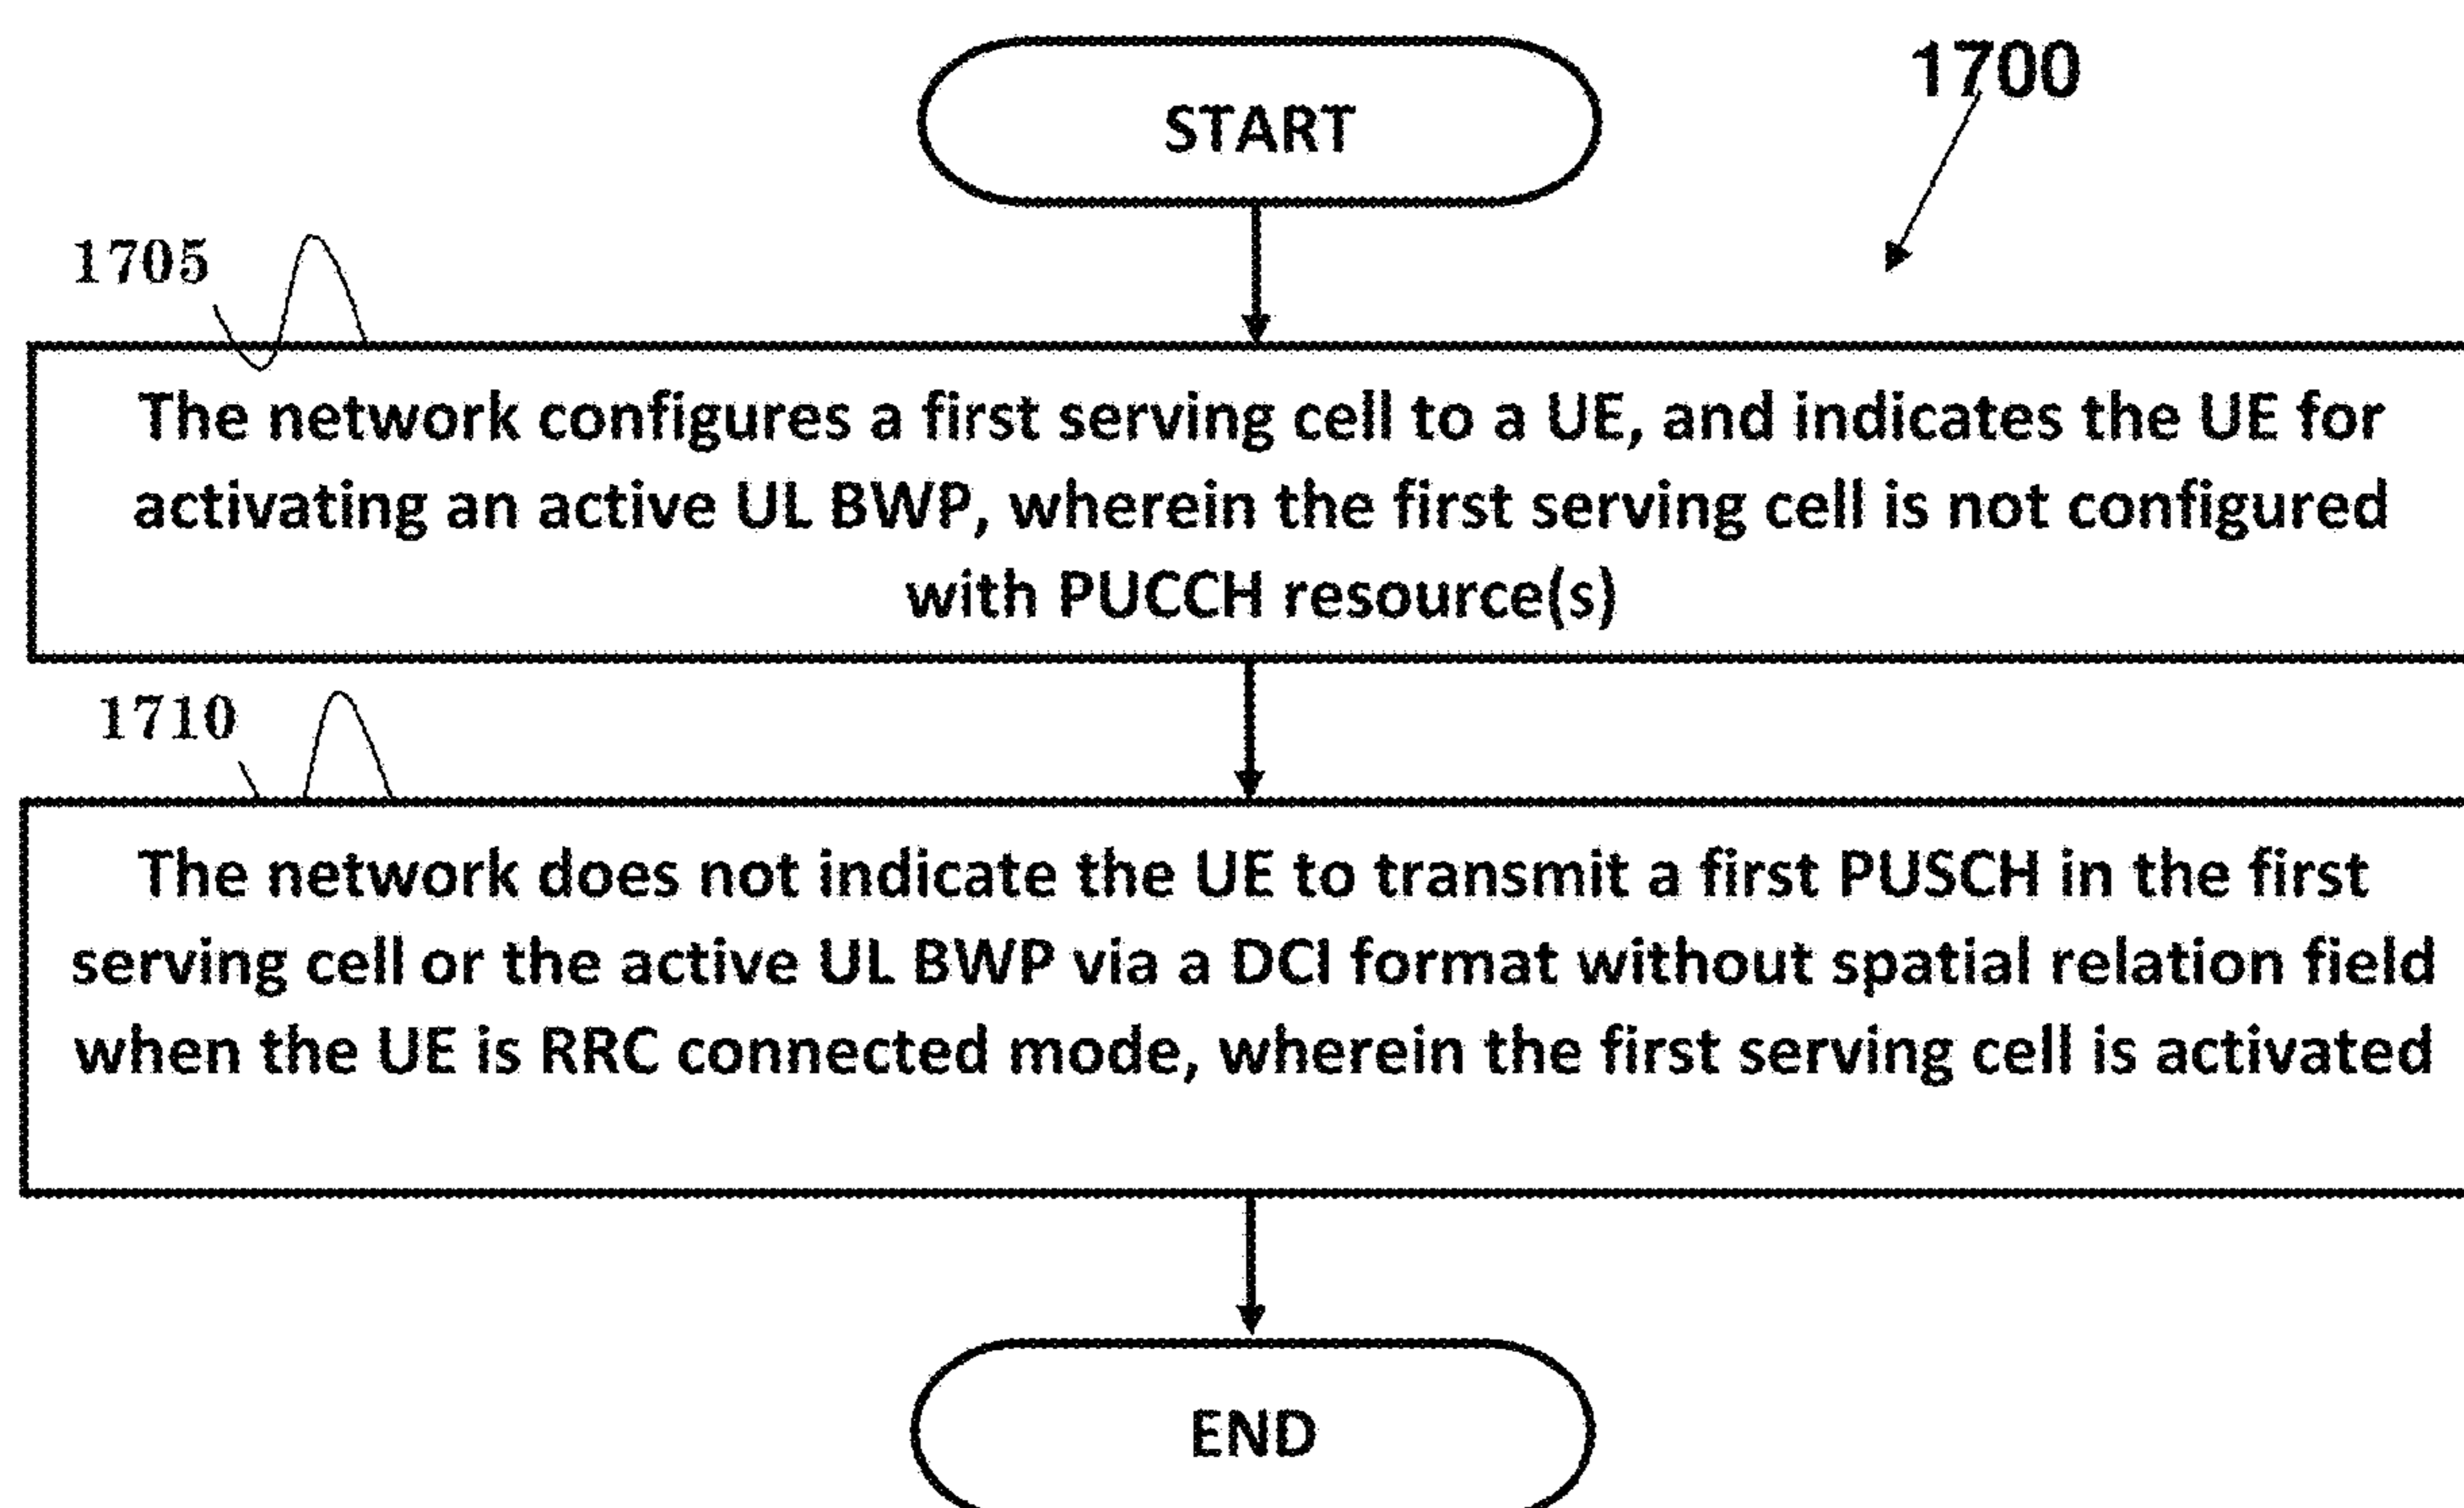 START
1700
1705
The network configures a first serving cell to a UE, and indicates the UE for
activating an active UL BWP, wherein the first serving cell is not configured
with PUCCH resource(s)
1710
The network does not indicate the UE to transmit a first PUSCH in the first
serving cell or the active UL BWP via a DCI format without spatial relation field
when the UE is RRC connected mode, wherein the first serving cell is activated
END